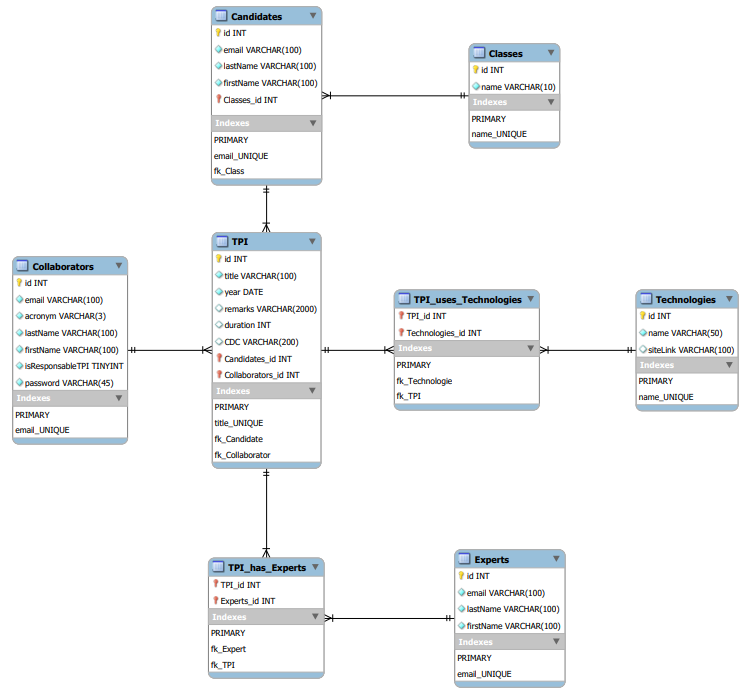 Candidates
id INT
email VARCHAR(100)
lastName VARCHAR(100)
firstName VARCHAR(100)
Classes_id INT
Indexes
PRIMARY
email_UNIQUE
fk_Class
Classes
id INT
name VARCHAR(10)
Indexes
PRIMARY
name_UNIQUE
Collaborators
id INT
email VARCHAR(100)
acronym VARCHAR(3)
lastName VARCHAR(100)
firstName VARCHAR(100)
isResponsableTPI TINYINT
password VARCHAR(45)
Indexes
PRIMARY
email_UNIQUE
TPI
id INT
title VARCHAR(100)
year DATE
remarks VARCHAR(2000)
duration INT
CDC VARCHAR(200)
Candidates_id INT
Collaborators_id INT
Indexes
PRIMARY
title_UNIQUE
fk_Candidate
fk_Collaborator
TPI_uses_Technologies
TPI_id INT
Technologies_id INT
Indexes
PRIMARY
fk_Technologie
fk_TPI
Technologies
id INT
name VARCHAR(50)
siteLink VARCHAR(100)
Indexes
PRIMARY
name_UNIQUE
TPI_has_Experts
TPI_id INT
Experts_id INT
Indexes
PRIMARY
fk_Expert
fk_TPI
Experts
id INT
email VARCHAR(100)
lastName VARCHAR(100)
firstName VARCHAR(100)
Indexes
PRIMARY
email_UNIQUE